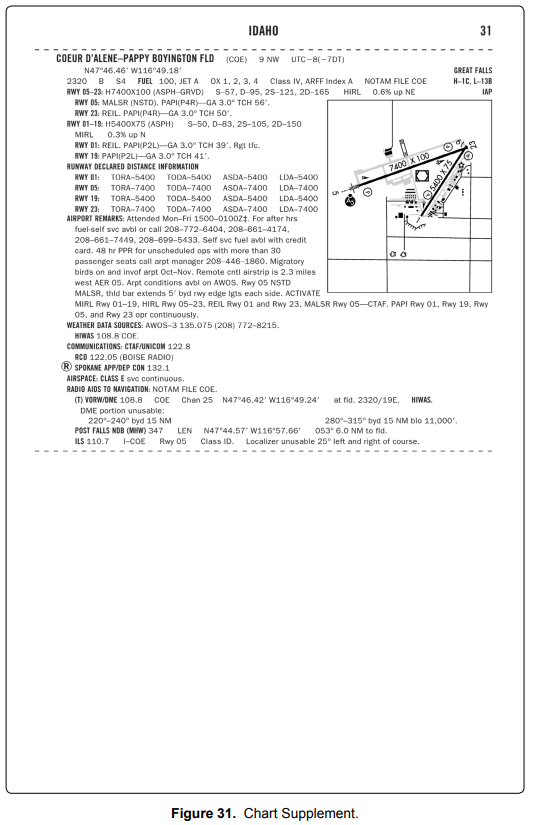 IDAHO 31
COEUR D'ALENE–PAPPY BOYINGTON FLD (COE) 9 NW UTC–8(–7DT)
N47°46.46′ W116°49.18′ GREAT FALLS
2320 B S4 FUEL 100, JET A OX 1, 2, 3, 4 Class IV, ARFF Index A NOTAM FILE COE H–1C, L–13B
RWY 05–23: H7400X100 (ASPH–GRVD) S–57, D–95, 2S–121, 2D–165 HIRL 0.6% up NE IAP
RWY 05: MALSR (NSTD). PAPI(P4R)—GA 3.0° TCH 56′.
RWY 23: REIL. PAPI(P4R)—GA 3.0° TCH 50′.
RWY 01–19: H5400X75 (ASPH) S–50, D–83, 2S–105, 2D–150
MIRL 0.3% up N
RWY 01: REIL. PAPI(P2L)—GA 3.0° TCH 39′. Rgt tfc.
RWY 19: PAPI(P2L)—GA 3.0° TCH 41′.
RUNWAY DECLARED DISTANCE INFORMATION
RWY 01: TORA–5400 TODA–5400 ASDA–5400 LDA–5400
RWY 05: TORA–7400 TODA–7400 ASDA–7400 LDA–7400
RWY 19: TORA–5400 TODA–5400 ASDA–5400 LDA–5400
RWY 23: TORA–7400 TODA–7400 ASDA–7400 LDA–7400
AIRPORT REMARKS: Attended Mon–Fri 1500–0100Z‡. For after hrs
fuel-self svc avbl or call 208–772–6404, 208–661–4174,
208–661–7449, 208–699–5433. Self svc fuel avbl with credit
card. 48 hr PPR for unscheduled ops with more than 30
passenger seats call arpt manager 208–446–1860. Migratory
birds on and invof arpt Oct–Nov. Remote cntl airstrip is 2.3 miles
west AER 05. Arpt conditions avbl on AWOS. Rwy 05 NSTD
MALSR, thld bar extends 5′ byd rwy edge lgts each side. ACTIVATE
MIRL Rwy 01–19, HIRL Rwy 05–23, REIL Rwy 01 and Rwy 23, MALSR Rwy 05—CTAF. PAPI Rwy 01, Rwy 19, Rwy
05, and Rwy 23 opr continuously.
WEATHER DATA SOURCES: AWOS–3 135.075 (208) 772–8215.
HIWAS 108.8 COE.
COMMUNICATIONS: CTAF/UNICOM 122.8
RCO 122.05 (BOISE RADIO)
Ⓡ SPOKANE APP/DEP CON 132.1
AIRSPACE: CLASS E svc continuous.
RADIO AIDS TO NAVIGATION: NOTAM FILE COE.
(T) VORW/DME 108.8 COE Chan 25 N47°46.42′ W116°49.24′ at fld. 2320/19E. HIWAS.
DME portion unusable:
220°–240° byd 15 NM 280°–315° byd 15 NM blo 11,000′.
POST FALLS NDB (MHW) 347 LEN N47°44.57′ W116°57.66′ 053° 6.0 NM to fld.
ILS 110.7 I–COE Rwy 05 Class ID. Localizer unusable 25° left and right of course.
7400 X 100
5400 X 75
5
23
Figure 31. Chart Supplement.